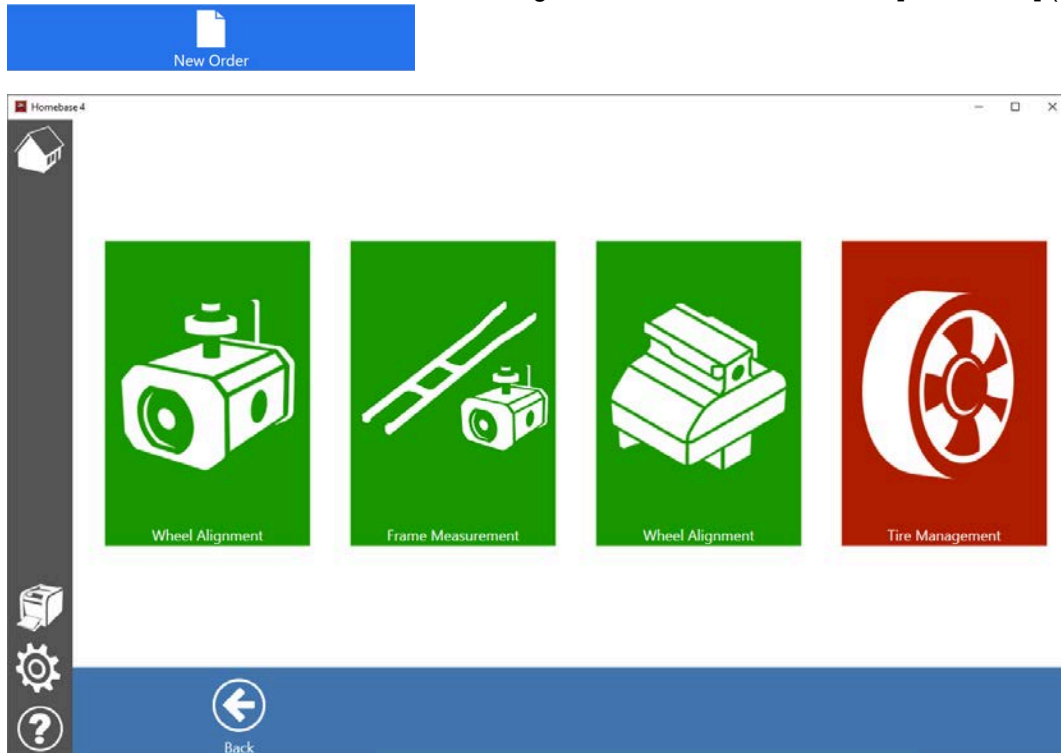 New Order
Homebase 4
Wheel Alignment
Frame Measurement
Wheel Alignment
Tire Management
Back